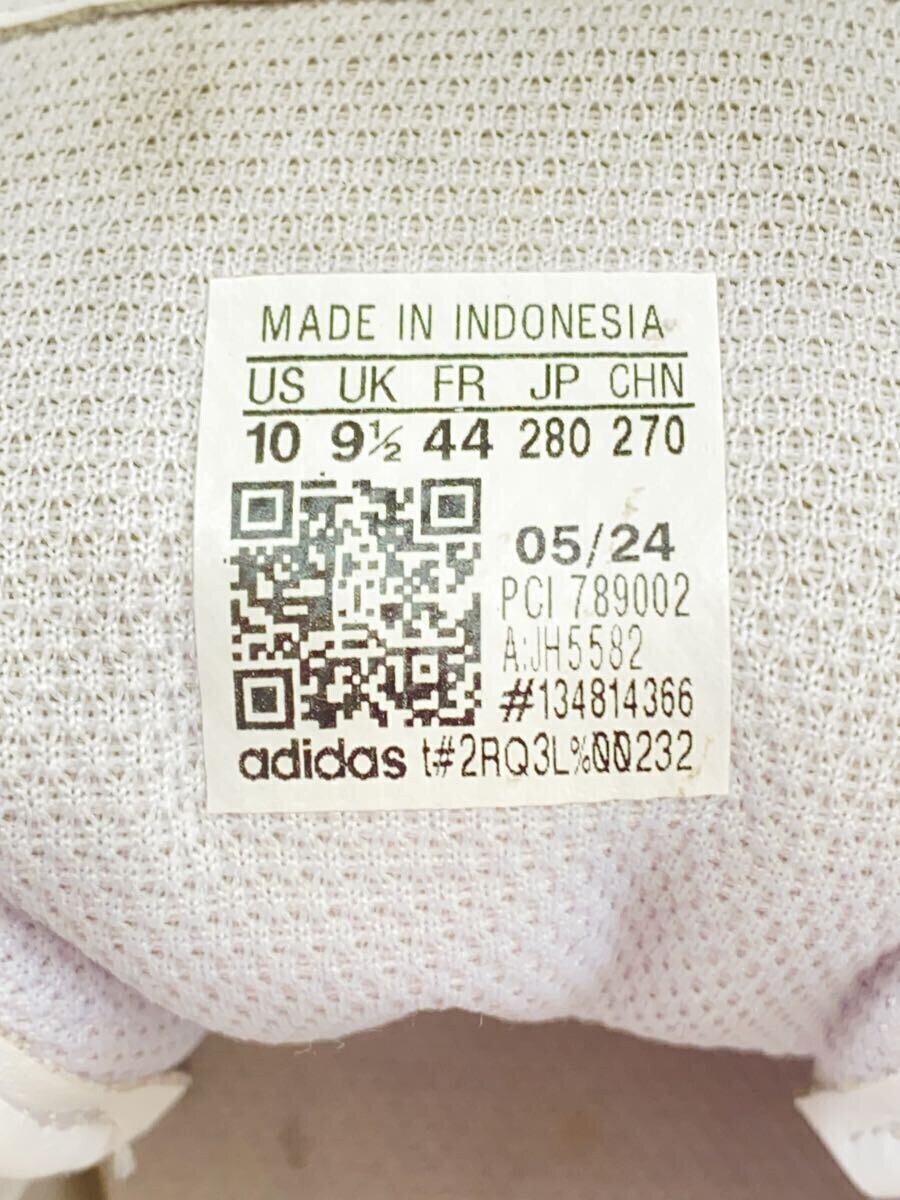 MADE IN INDONESIA
US UK FR JP CHN
10 9½ 44 280 270
05/24
PCI 789002
A:JH5582
#134814366
adidas t#2RQ3L%00232